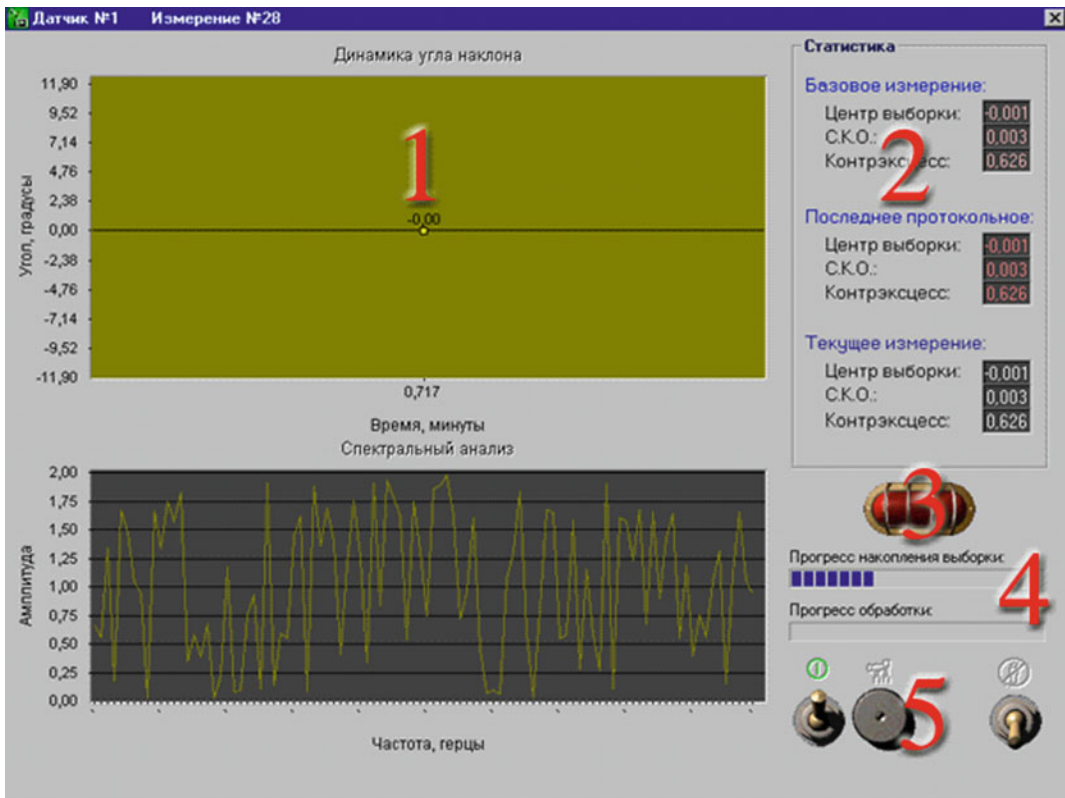 Датчик №1 Измерение №28
Динамика угла наклона
Угол, градусы
11,90
9,52
7,14
4,76
2,38
0,00
-2,38
-4,76
-7,14
-9,52
-11,90
1
-0,00
0,717
Время, минуты
Спектральный анализ
Амплитуда
2,00
1,75
1,50
1,25
1,00
0,75
0,50
0,25
0,00
Частота, герцы
Статистика
Базовое измерение:
Центр выборки: -0,001
С.К.О.: 0,003
Контрэксцесс: 0,626
2
Последнее протокольное:
Центр выборки: -0,001
С.К.О.: 0,003
Контрэксцесс: 0,626
Текущее измерение:
Центр выборки: -0,001
С.К.О.: 0,003
Контрэксцесс: 0,626
3
Прогресс накопления выборки:
4
Прогресс обработки:
5